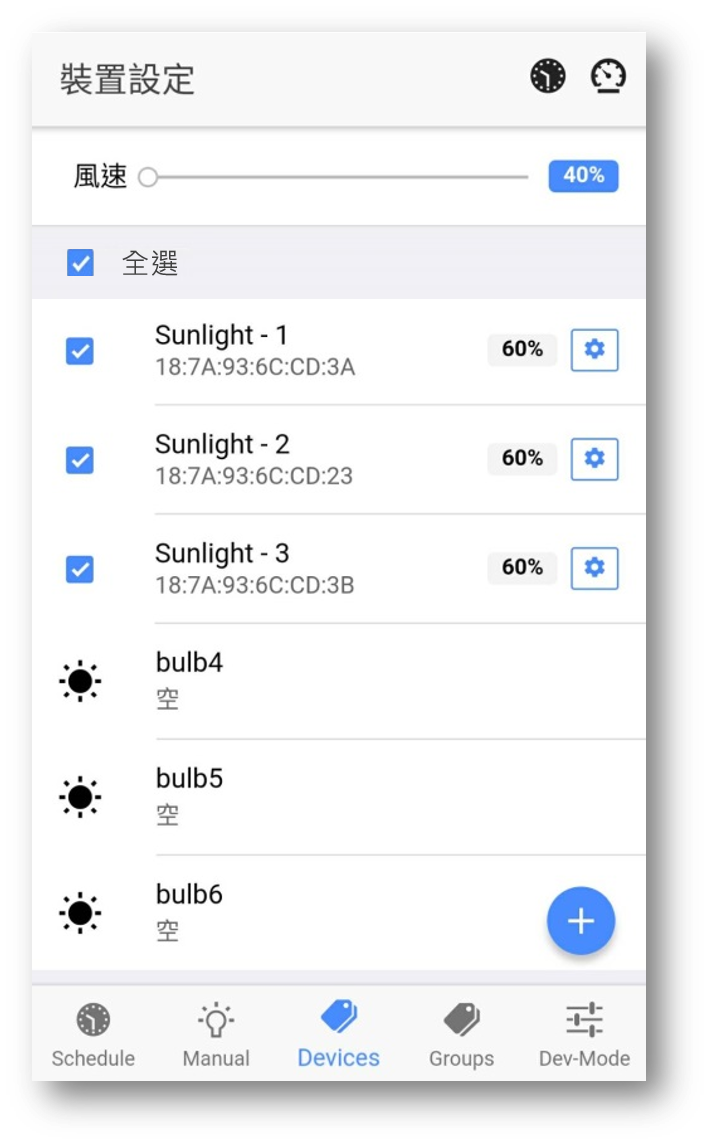 裝置設定
風速 40%
全選
Sunlight - 1
18:7A:93:6C:CD:3A
60%
Sunlight - 2
18:7A:93:6C:CD:23
60%
Sunlight - 3
18:7A:93:6C:CD:3B
60%
bulb4
空
bulb5
空
bulb6
空
Schedule Manual Devices Groups Dev-Mode